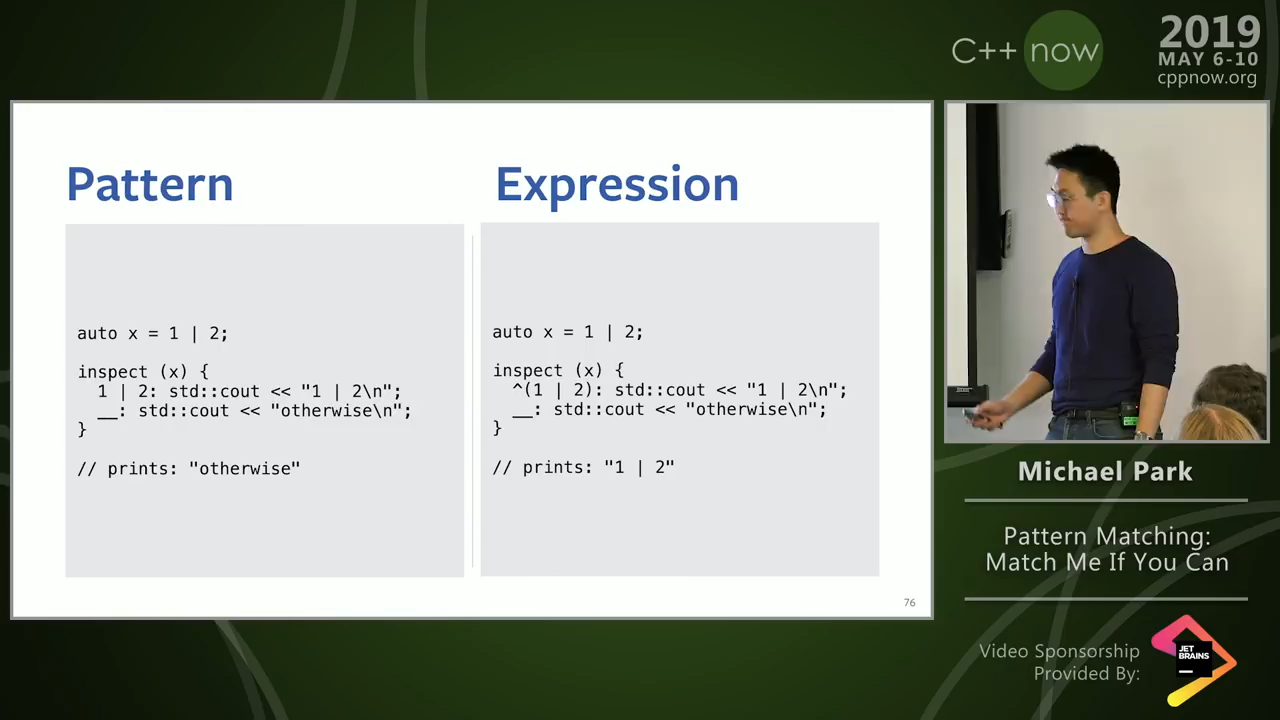 C++ now
2019
MAY 6-10
cppnow.org
Pattern
auto x = 1 | 2;
inspect (x) {
  1 | 2: std::cout << "1 | 2\n";
  __: std::cout << "otherwise\n";
}
// prints: "otherwise"
Expression
auto x = 1 | 2;
inspect (x) {
  ^(1 | 2): std::cout << "1 | 2\n";
  __: std::cout << "otherwise\n";
}
// prints: "1 | 2"
76
Michael Park
Pattern Matching:
Match Me If You Can
Video Sponsorship
Provided By:
JET
BRAINS